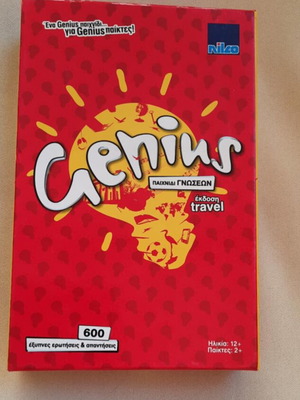 Ένα Genius παιχνίδι...
...για Genius παίκτες!
nilco
Genius
ΠΑΙΧΝΙΔΙ ΓΝΩΣΕΩΝ
έκδοση
travel
600
έξυπνες ερωτήσεις & απαντήσεις
Ηλικία: 12+
Παίκτες: 2+